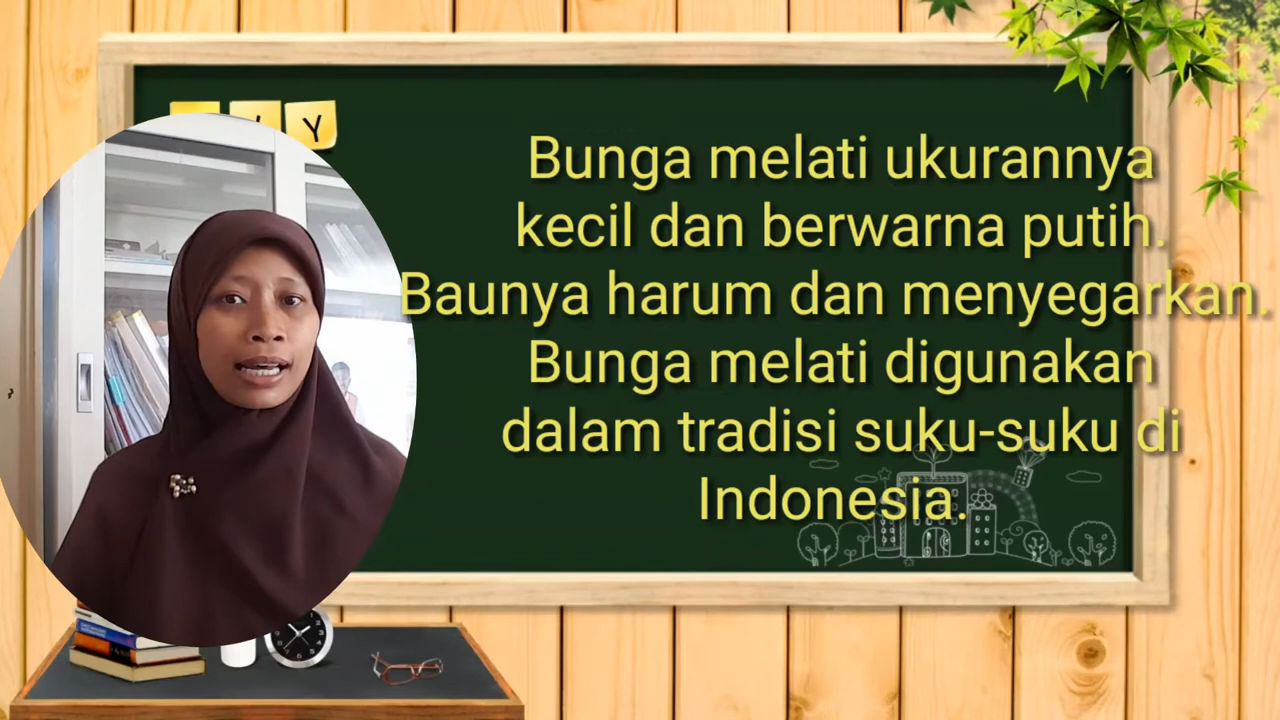 Y
Bunga melati ukurannya
kecil dan berwarna putih.
Baunya harum dan menyegarkan.
Bunga melati digunakan
dalam tradisi suku-suku di
Indonesia.